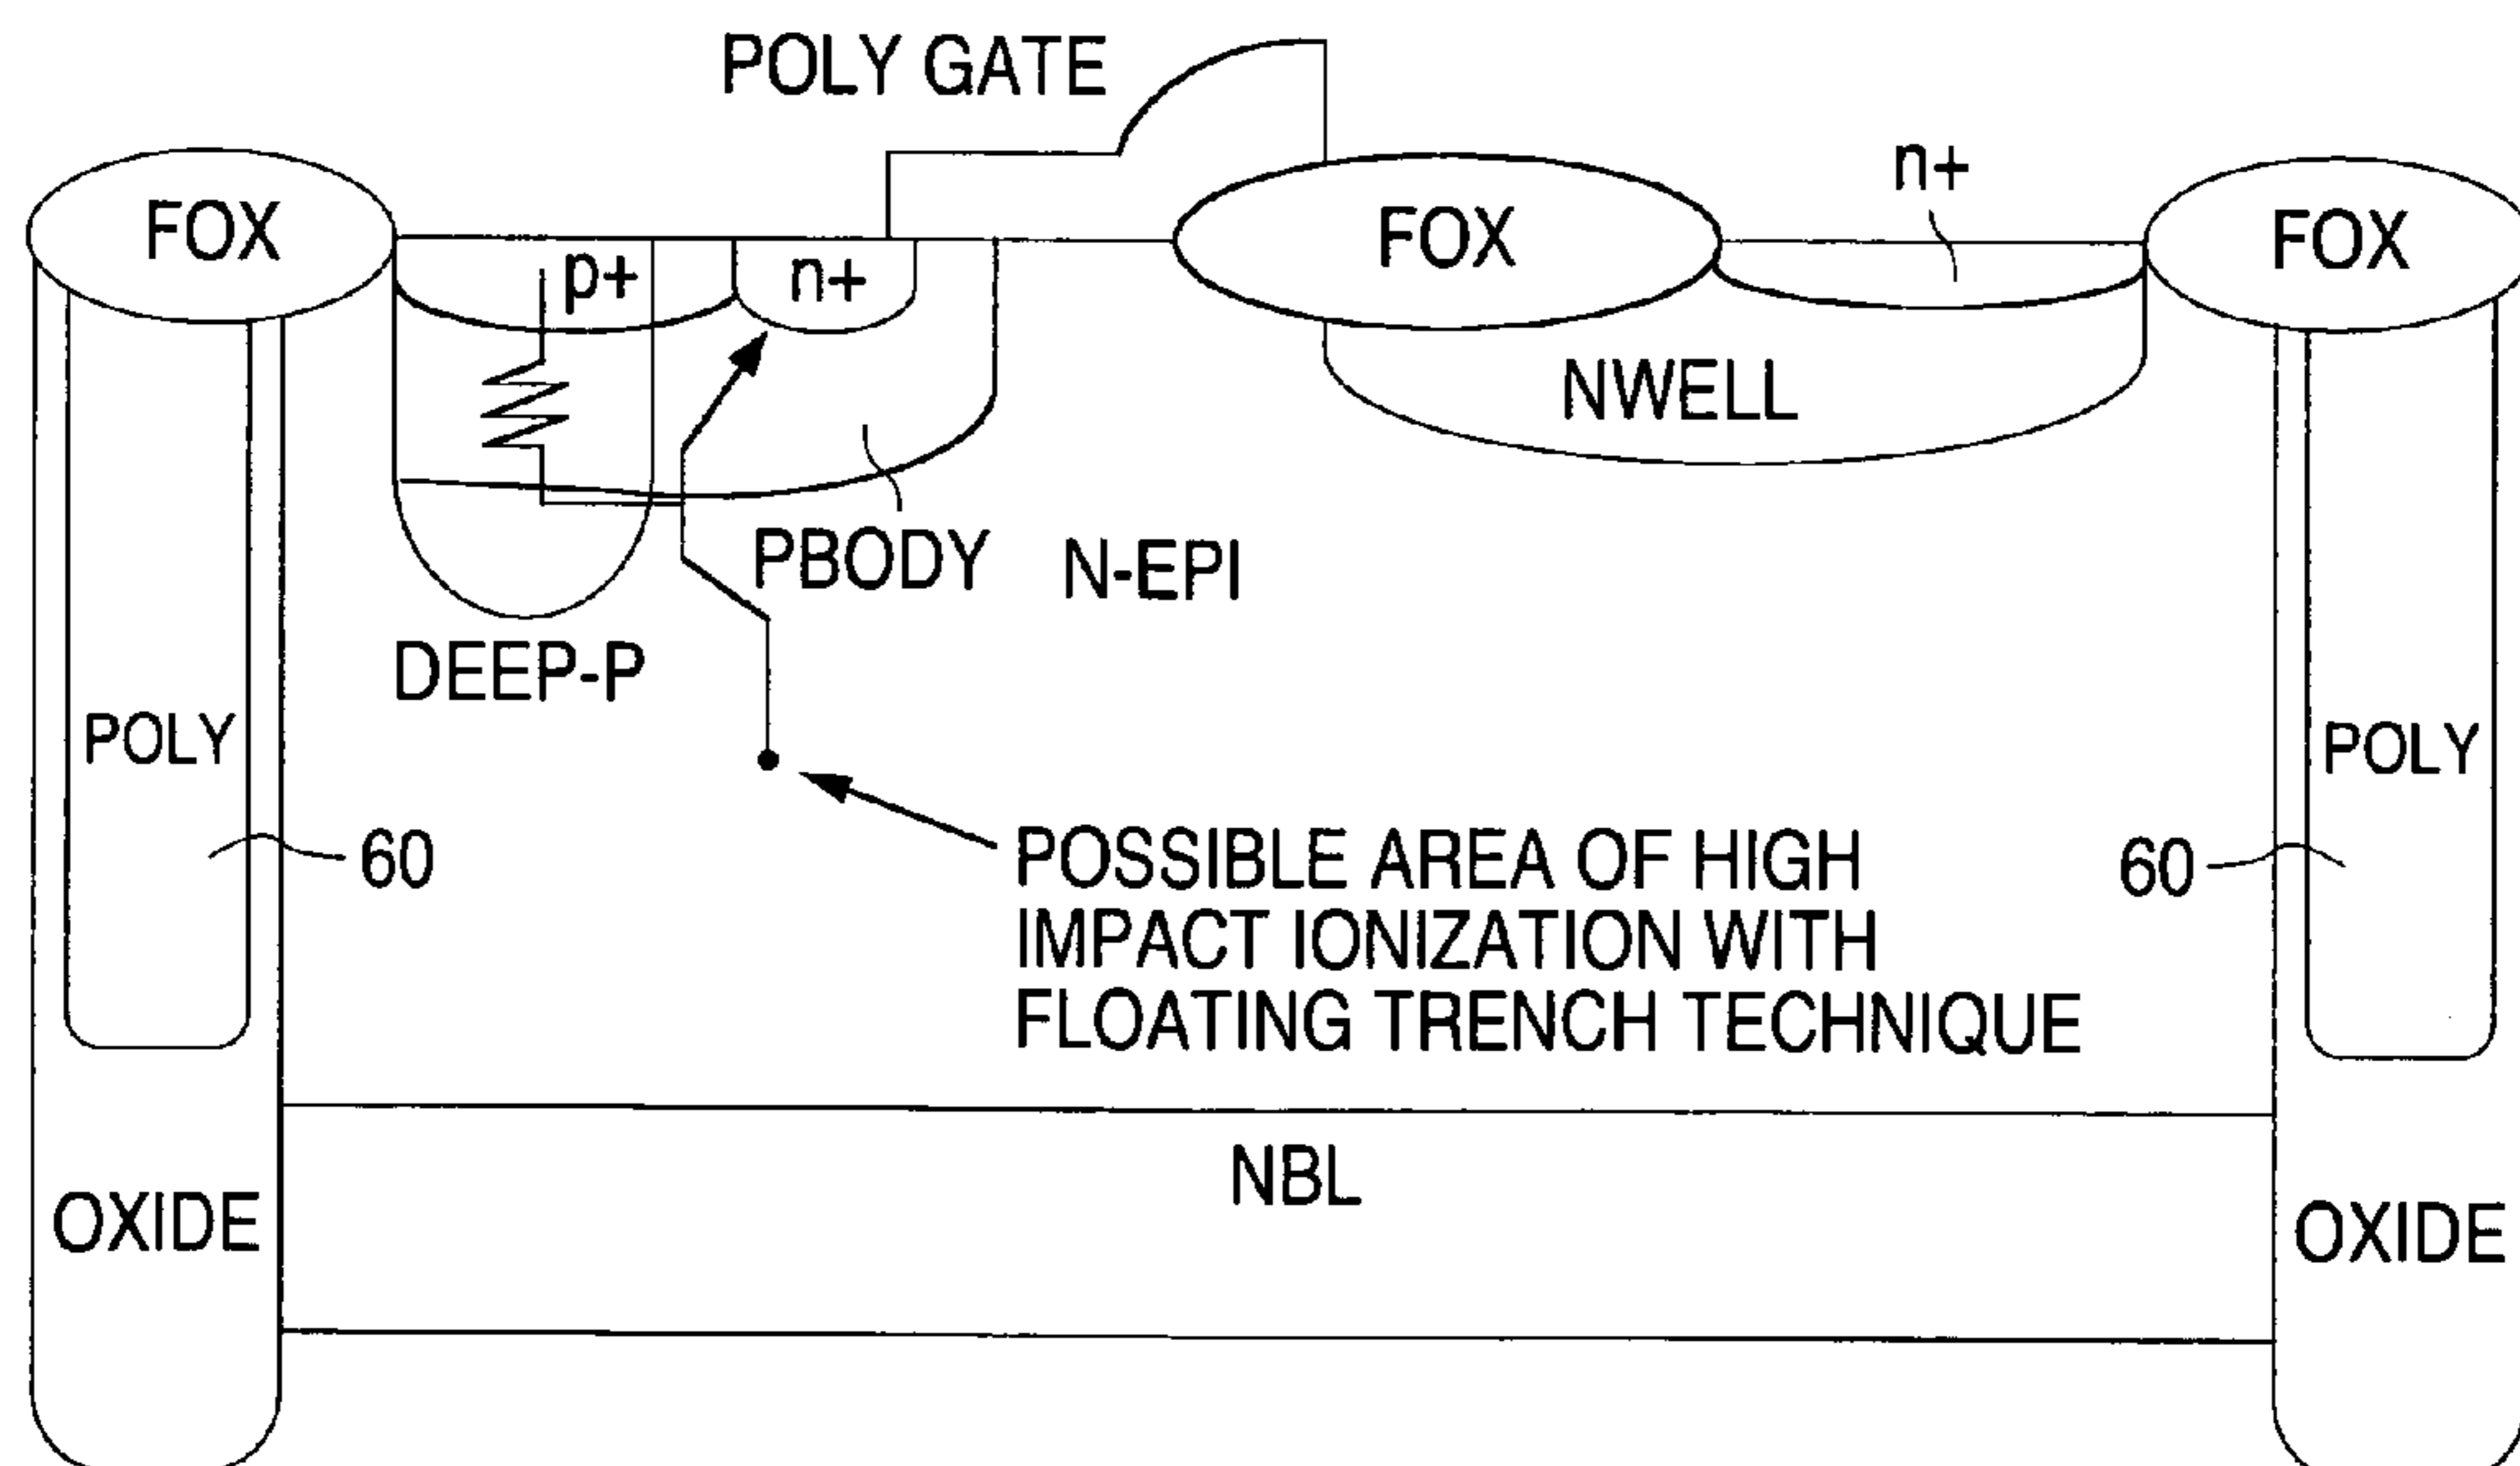 POLY GATE
n+
FOX
p+
n+
FOX
FOX
NWELL
PBODY
N-EPI
DEEP-P
POLY
POLY
60
60
POSSIBLE AREA OF HIGH
IMPACT IONIZATION WITH
FLOATING TRENCH TECHNIQUE
NBL
OXIDE
OXIDE